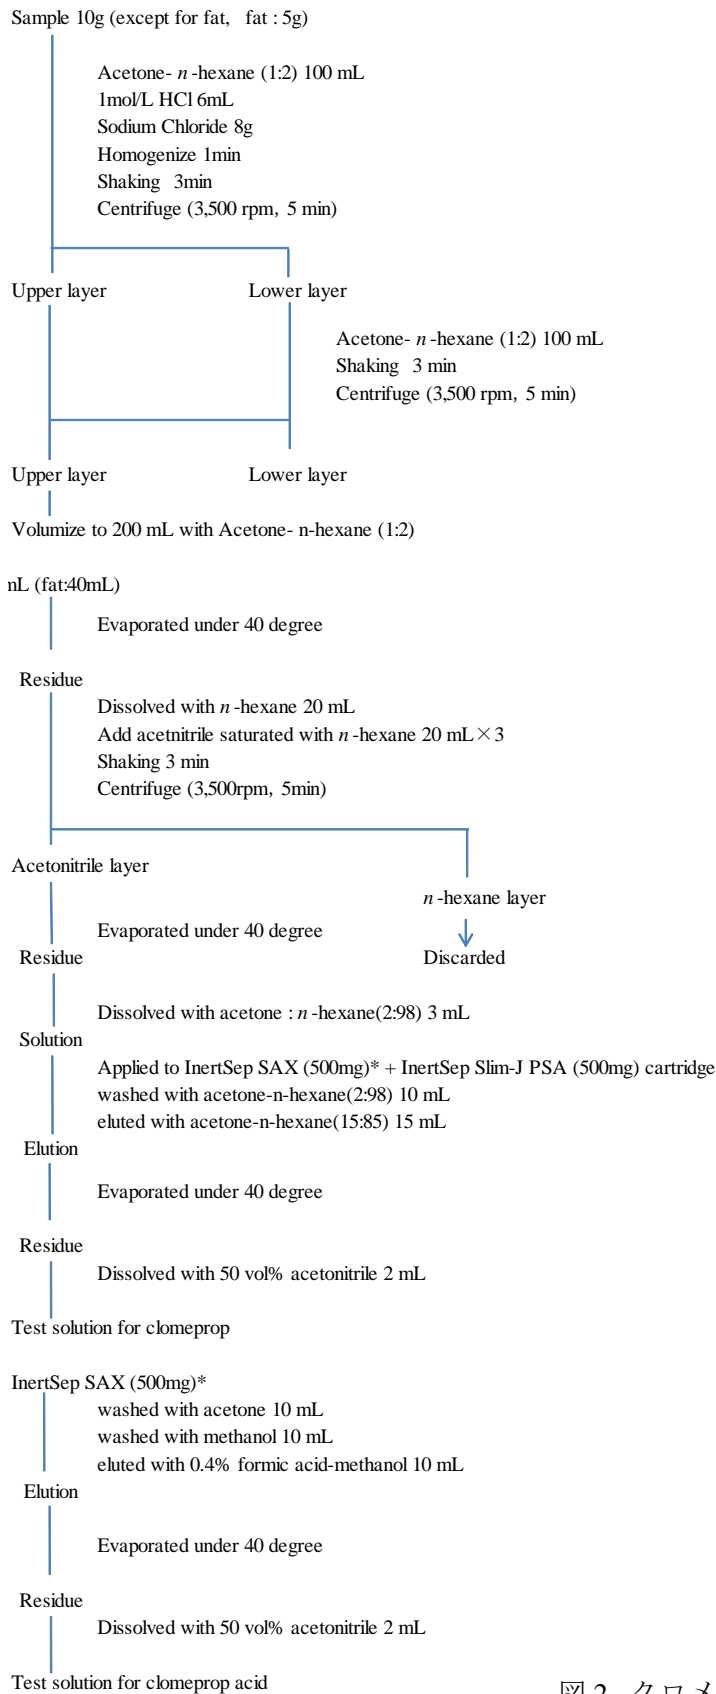 Sample 10g (except for fat, fat : 5g)
Acetone- n -hexane (1:2) 100 mL
1mol/L HCl 6mL
Sodium Chloride 8g
Homogenize 1min
Shaking 3min
Centrifuge (3,500 rpm, 5 min)
Upper layer Lower layer
Acetone- n -hexane (1:2) 100 mL
Shaking 3 min
Centrifuge (3,500 rpm, 5 min)
Upper layer Lower layer
Volumize to 200 mL with Acetone- n-hexane (1:2)
mL (fat:40mL)
Evaporated under 40 degree
Residue
Dissolved with n -hexane 20 mL
Add acetnitrile saturated with n -hexane 20 mL×3
Shaking 3 min
Centrifuge (3,500rpm, 5min)
Acetonitrile layer
n -hexane layer
Evaporated under 40 degree
Residue Discarded
Dissolved with acetone : n -hexane(2:98) 3 mL
Solution
Applied to InertSep SAX (500mg)* + InertSep Slim-J PSA (500mg) cartridge
washed with acetone-n-hexane(2:98) 10 mL
eluted with acetone-n-hexane(15:85) 15 mL
Elution
Evaporated under 40 degree
Residue
Dissolved with 50 vol% acetonitrile 2 mL
Test solution for clomeprop
InertSep SAX (500mg)*
washed with acetone 10 mL
washed with methanol 10 mL
eluted with 0.4% formic acid-methanol 10 mL
Elution
Evaporated under 40 degree
Residue
Dissolved with 50 vol% acetonitrile 2 mL
Test solution for clomeprop acid
図 2 クロメ